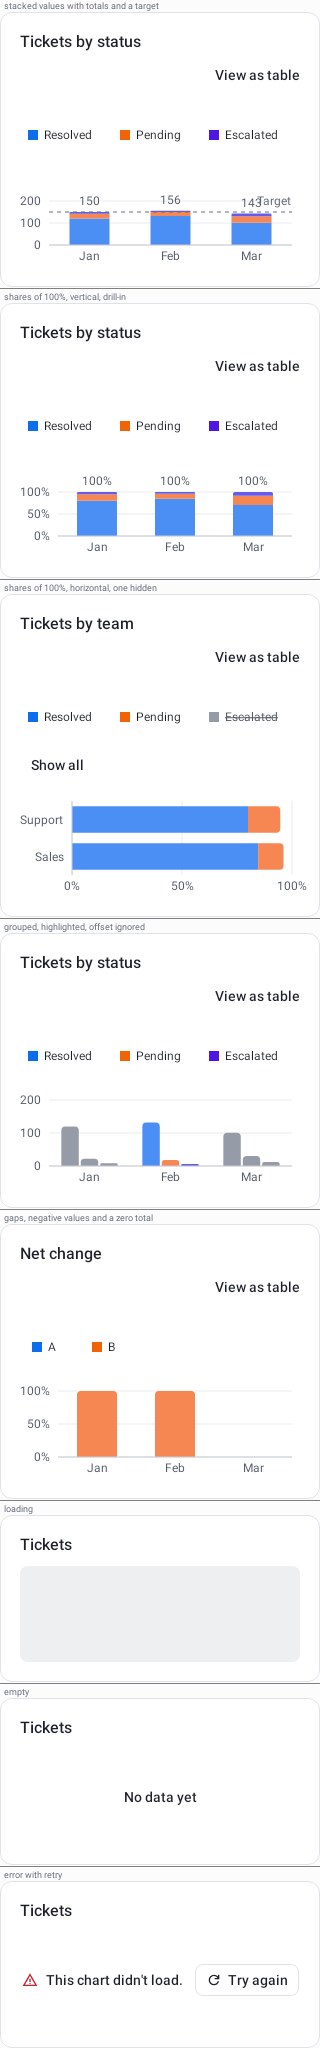 stacked values with totals and a target
Tickets by status
View as table
Resolved Pending Escalated
200 150 156 143 Target
100
0
Jan Feb Mar
shares of 100%, vertical, drill-in
Tickets by status
View as table
Resolved Pending Escalated
100% 100% 100%
100%
50%
0%
Jan Feb Mar
shares of 100%, horizontal, one hidden
Tickets by team
View as table
Resolved Pending Escalated
Show all
Support
Sales
0% 50% 100%
grouped, highlighted, offset ignored
Tickets by status
View as table
Resolved Pending Escalated
200
100
0
Jan Feb Mar
gaps, negative values and a zero total
Net change
View as table
A B
100%
50%
0%
Jan Feb Mar
loading
Tickets
empty
Tickets
No data yet
error with retry
Tickets
This chart didn't load. Try again